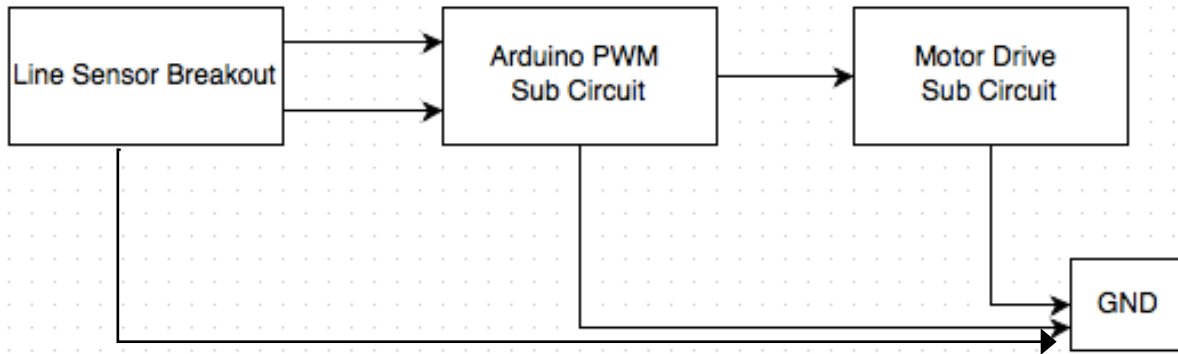 Line Sensor Breakout
Arduino PWM
Sub Circuit
Motor Drive
Sub Circuit
GND